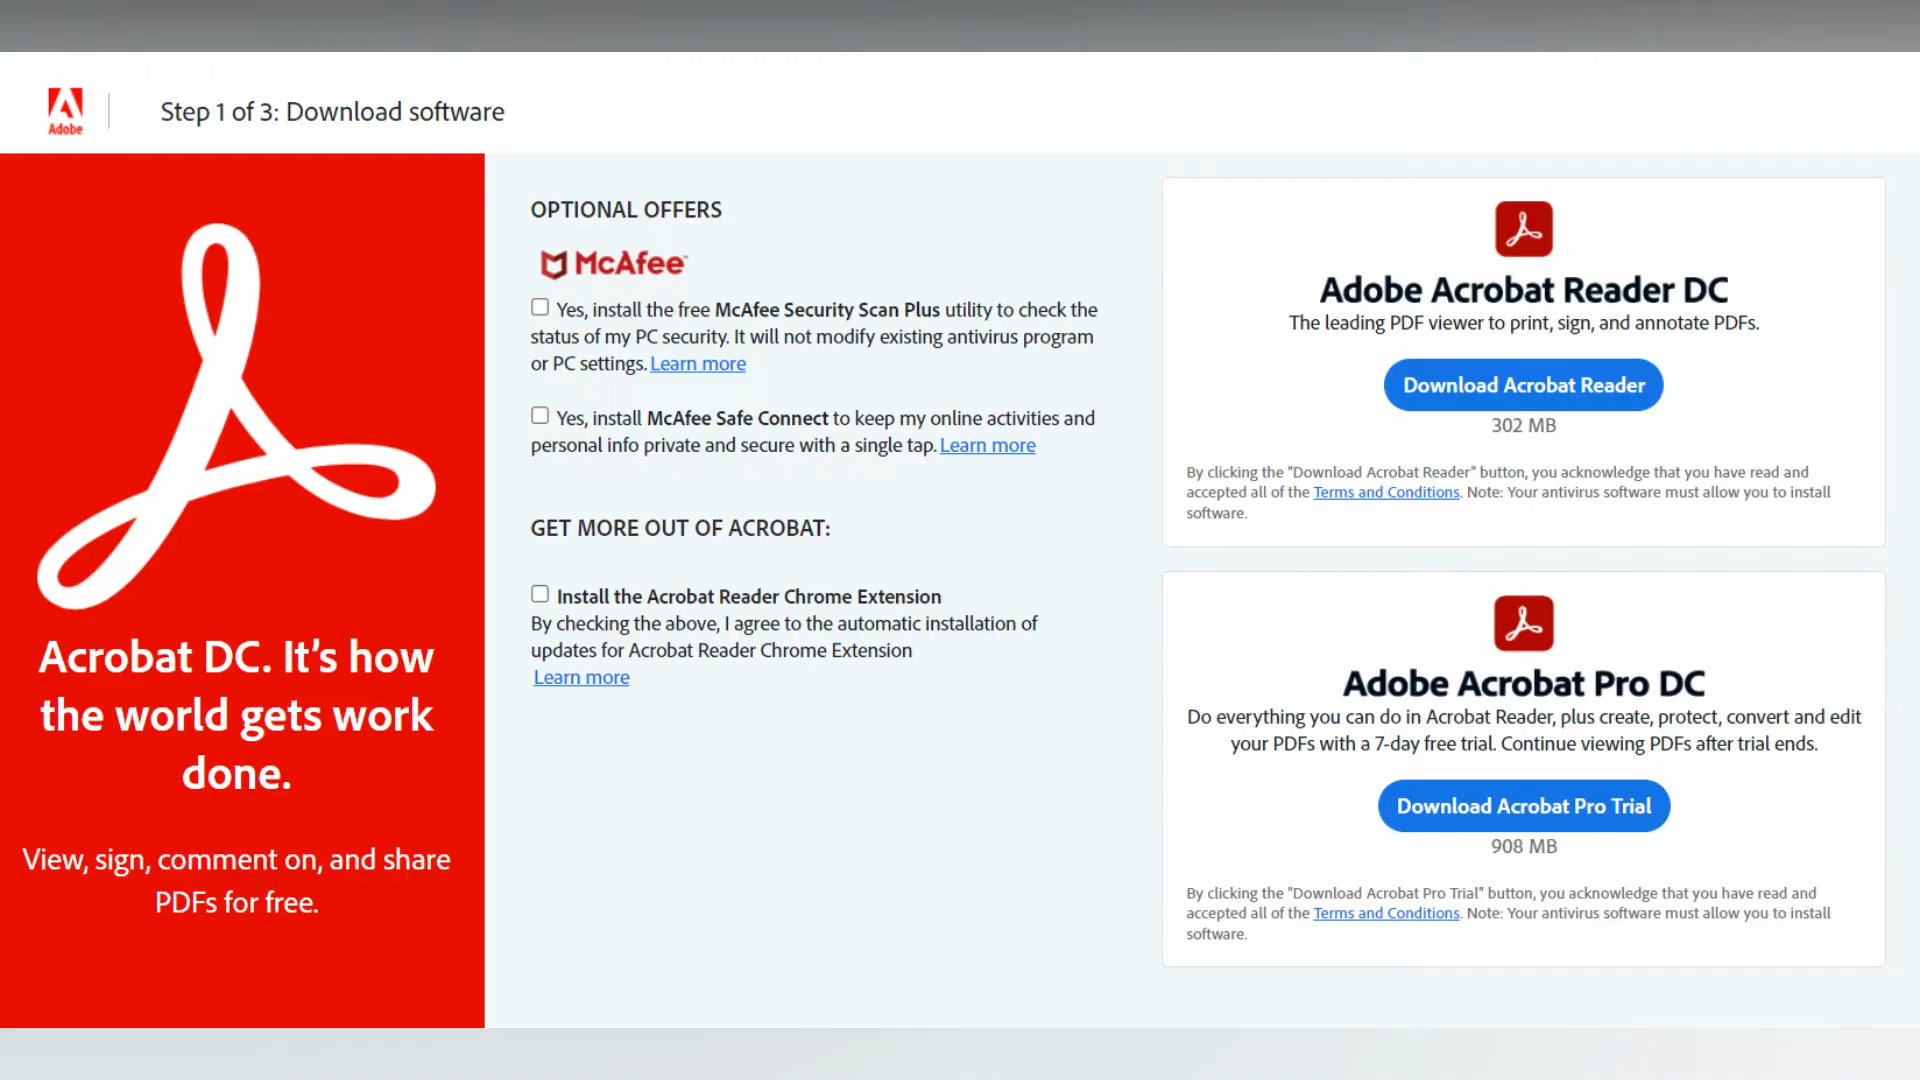 Adobe
Step 1 of 3: Download software
Acrobat DC. It's how
the world gets work
done.
View, sign, comment on, and share
PDFs for free.
OPTIONAL OFFERS
McAfee™
Yes, install the free McAfee Security Scan Plus utility to check the
status of my PC security. It will not modify existing antivirus program
or PC settings. Learn more
Yes, install McAfee Safe Connect to keep my online activities and
personal info private and secure with a single tap. Learn more
GET MORE OUT OF ACROBAT:
Install the Acrobat Reader Chrome Extension
By checking the above, I agree to the automatic installation of
updates for Acrobat Reader Chrome Extension
Learn more
Adobe Acrobat Reader DC
The leading PDF viewer to print, sign, and annotate PDFs.
Download Acrobat Reader
302 MB
By clicking the "Download Acrobat Reader" button, you acknowledge that you have read and
accepted all of the Terms and Conditions. Note: Your antivirus software must allow you to install
software.
Adobe Acrobat Pro DC
Do everything you can do in Acrobat Reader, plus create, protect, convert and edit
your PDFs with a 7-day free trial. Continue viewing PDFs after trial ends.
Download Acrobat Pro Trial
908 MB
By clicking the "Download Acrobat Pro Trial" button, you acknowledge that you have read and
accepted all of the Terms and Conditions. Note: Your antivirus software must allow you to install
software.